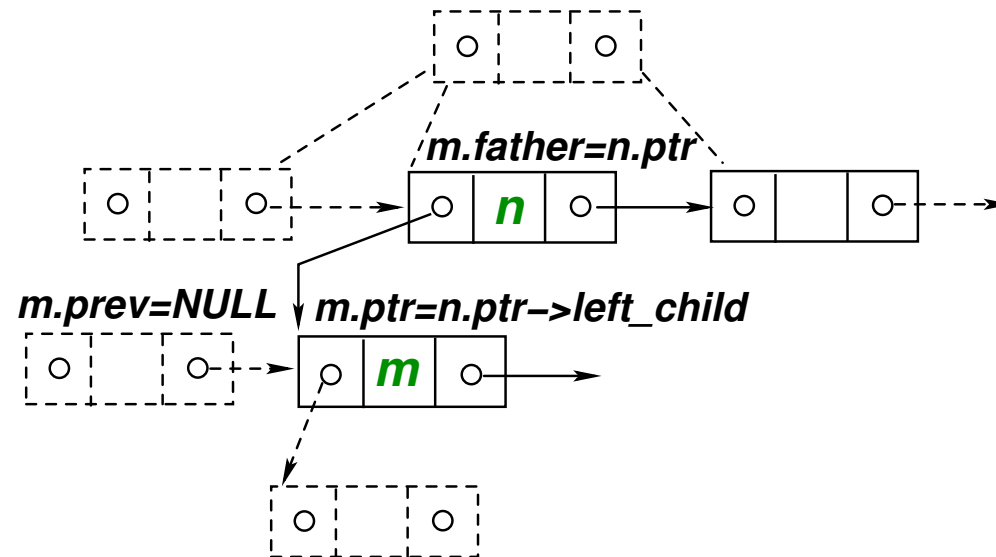 m.father=n.ptr
n
m.prev=NULL
m.ptr=n.ptr−>left_child
m